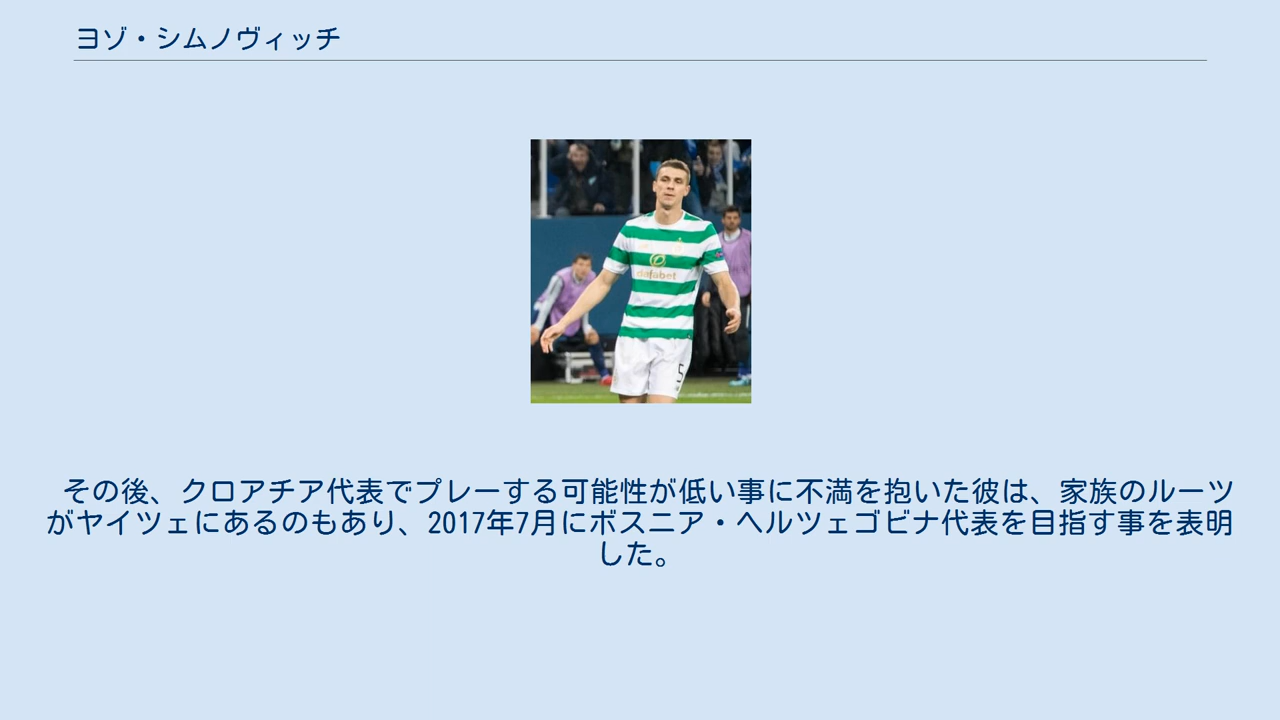 ヨゾ・シムノヴィッチ
dafabet
5
その後、クロアチア代表でプレーする可能性が低い事に不満を抱いた彼は、家族のルーツ
がヤイツェにあるのもあり、2017年7月にボスニア・ヘルツェゴビナ代表を目指す事を表明
した。